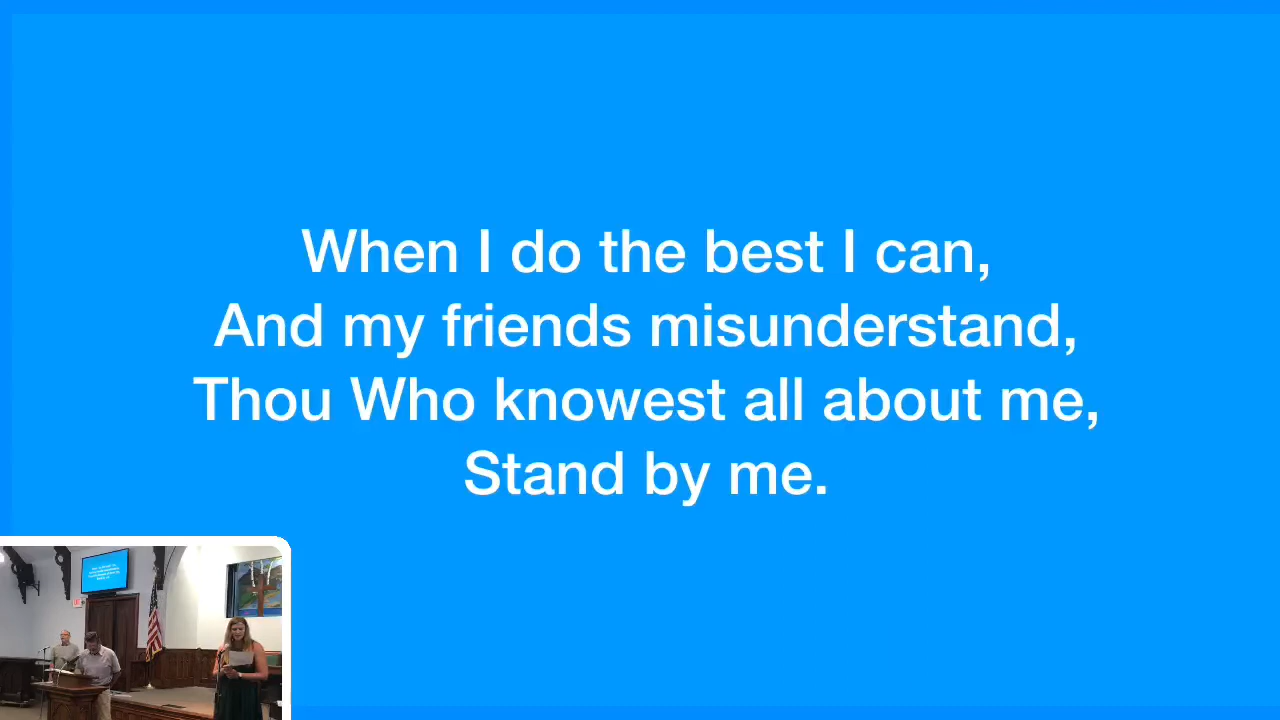 When I do the best I can,
And my friends misunderstand,
Thou Who knowest all about me,
Stand by me.